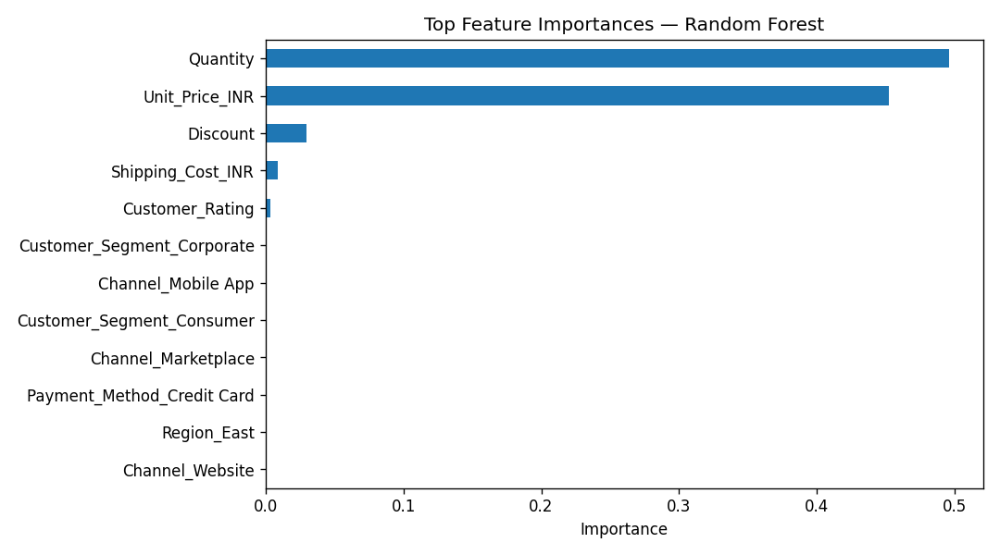 Top Feature Importances — Random Forest
Quantity
Unit_Price_INR
Discount
Shipping_Cost_INR
Customer_Rating
Customer_Segment_Corporate
Channel_Mobile App
Customer_Segment_Consumer
Channel_Marketplace
Payment_Method_Credit Card
Region_East
Channel_Website
0.0 0.1 0.2 0.3 0.4 0.5
Importance